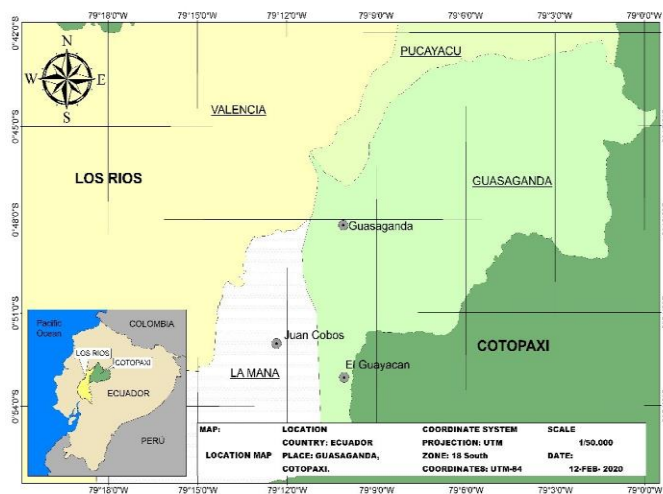 79°18'0"W 79°15'0"W 79°12'0"W 79°9'0"W 79°6'0"W 79°3'0"W 79°0'0"W
0°42'0"S
N
W E
S
PUCAYACU
VALENCIA
0°45'0"S
LOS RIOS
GUASAGANDA
0°48'0"S
Guasaganda
0°51'0"S
Pacific
Ocean
COLOMBIA
LOS RIOS
COTOPAXI
ECUADOR
PERÚ
Juan Cobos
COTOPAXI
LA MANA
El Guayacan
0°54'0"S
MAP: LOCATION COORDINATE SYSTEM SCALE
COUNTRY: ECUADOR PROJECTION: UTM 1/50.000
LOCATION MAP PLACE: GUASAGANDA, ZONE: 18 South DATE:
COTOPAXI. COORDINATES: UTM-84 12-FEB- 2020
79°18'0"W 79°15'0"W 79°12'0"W 79°9'0"W 79°6'0"W 79°3'0"W 79°0'0"W